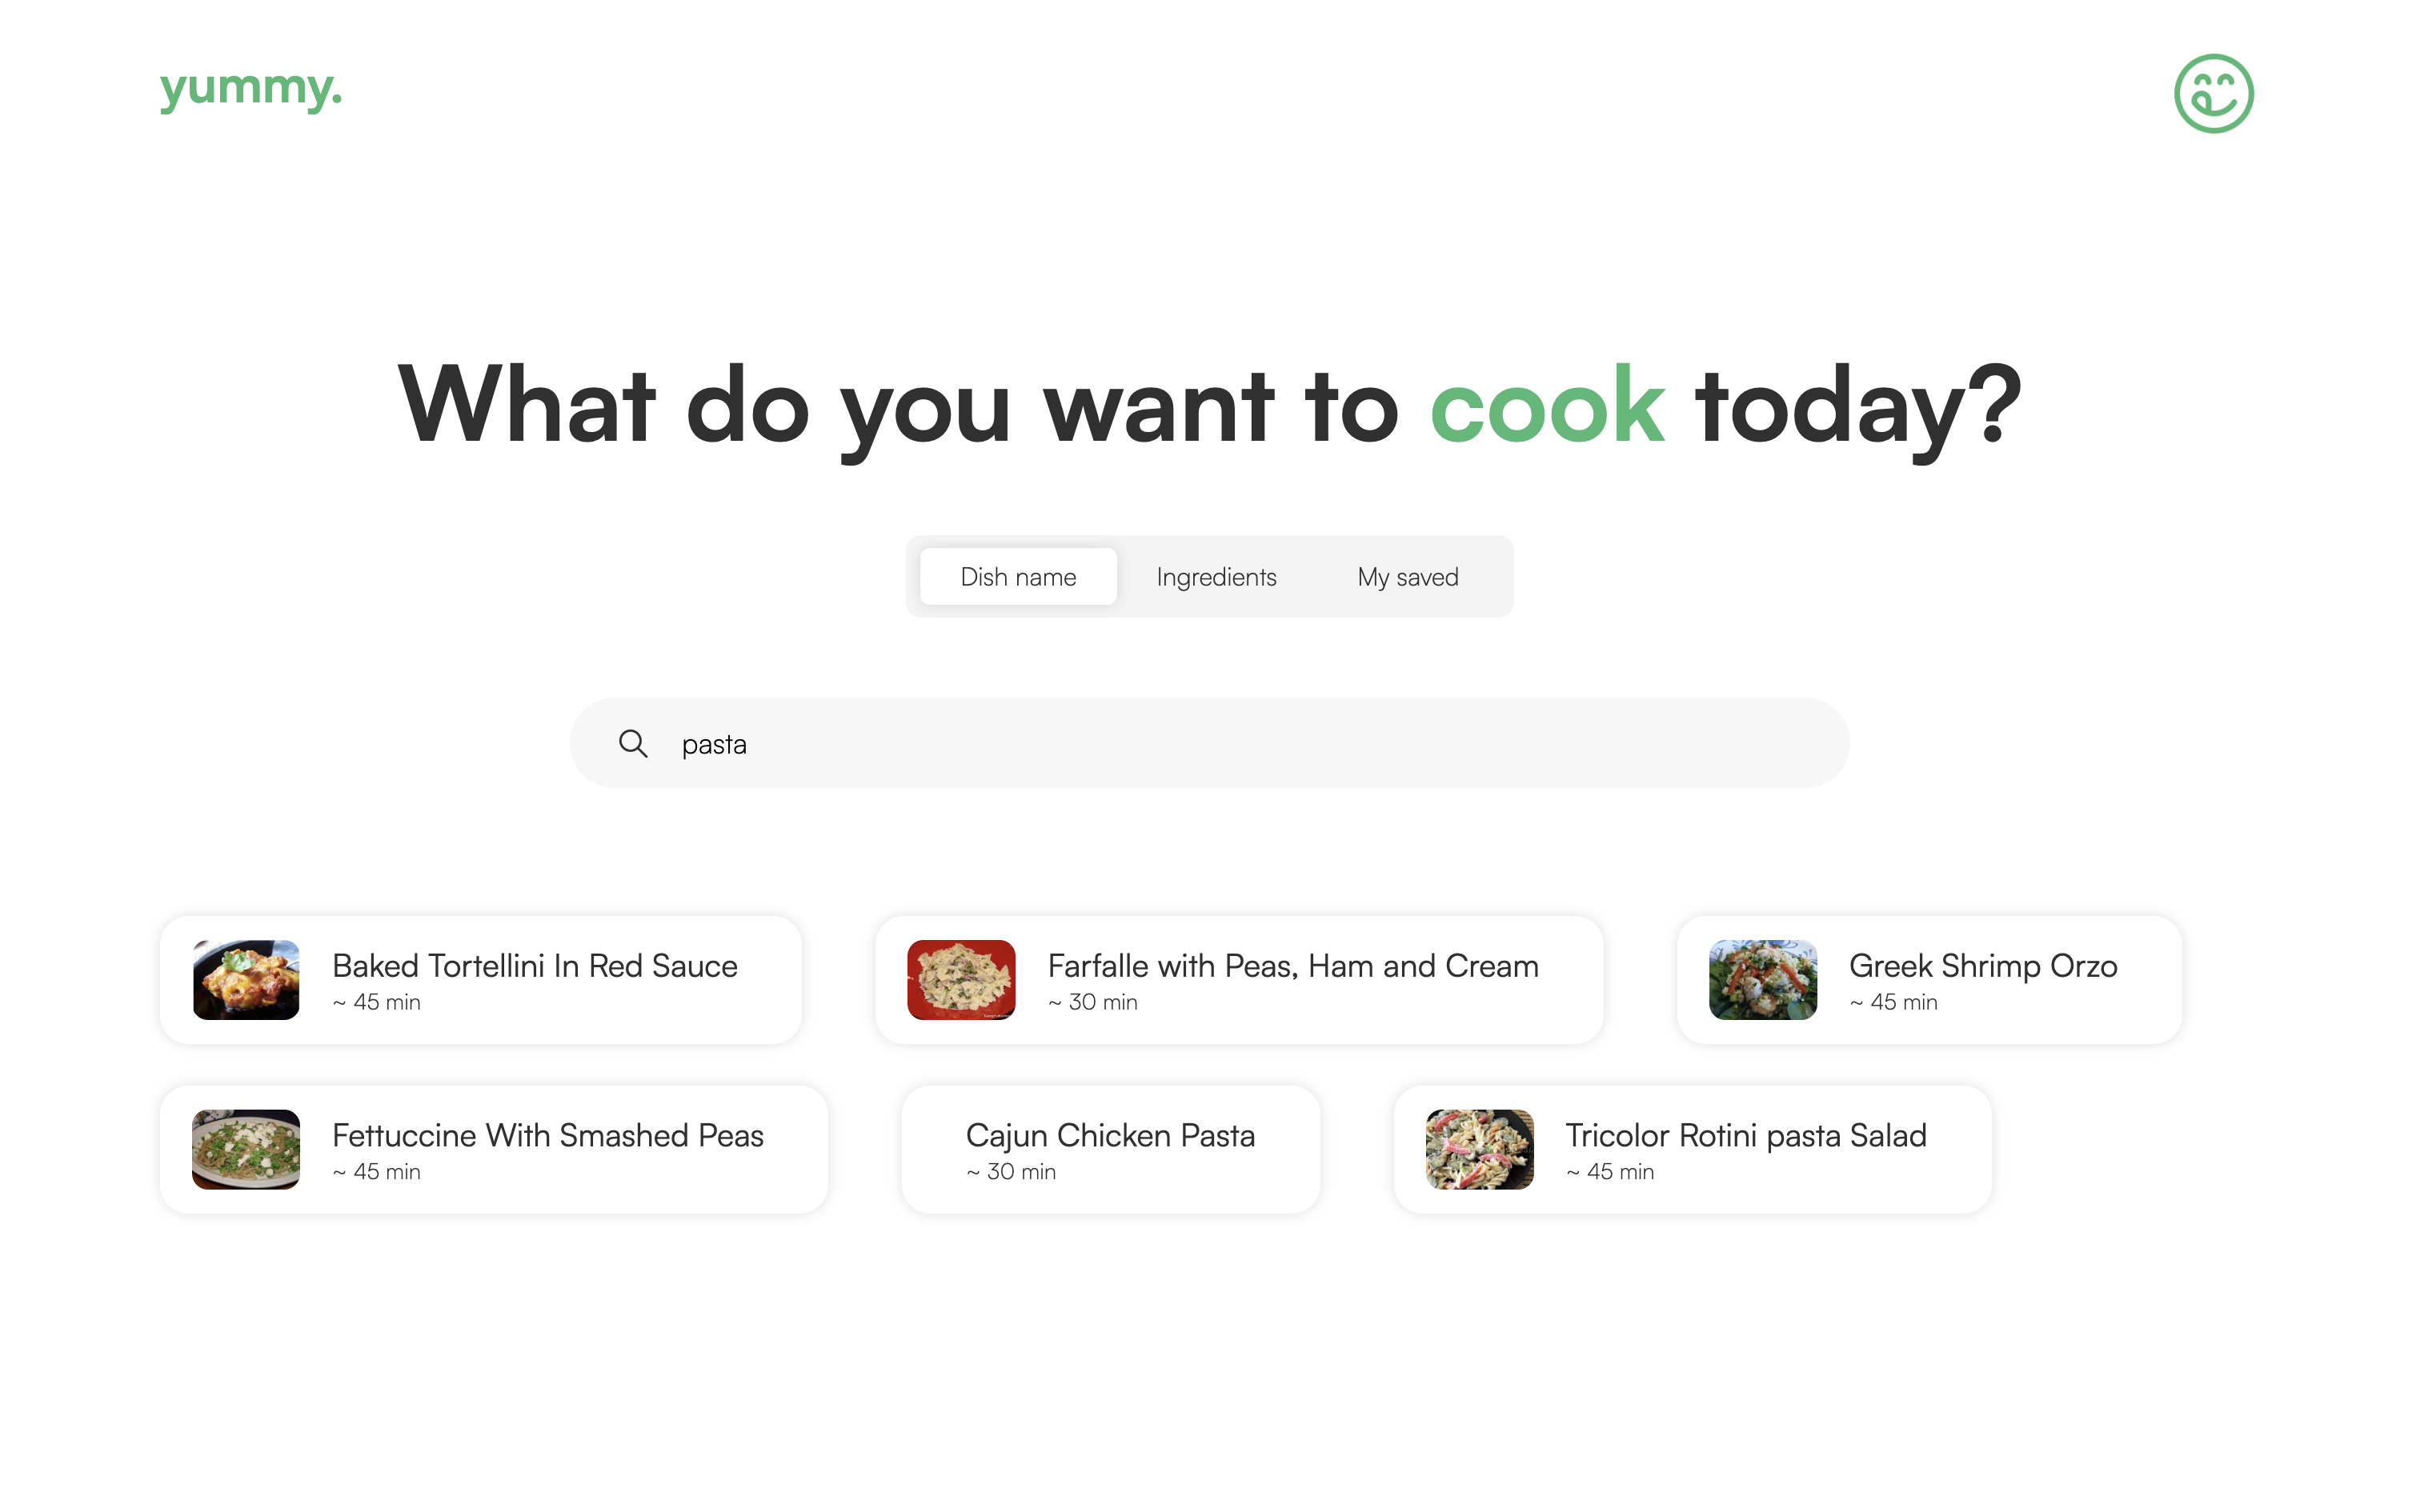 yummy.
What do you want to cook today?
Dish name Ingredients My saved
pasta
Baked Tortellini In Red Sauce
~ 45 min
Farfalle with Peas, Ham and Cream
~ 30 min
Greek Shrimp Orzo
~ 45 min
Fettuccine With Smashed Peas
~ 45 min
Cajun Chicken Pasta
~ 30 min
Tricolor Rotini pasta Salad
~ 45 min